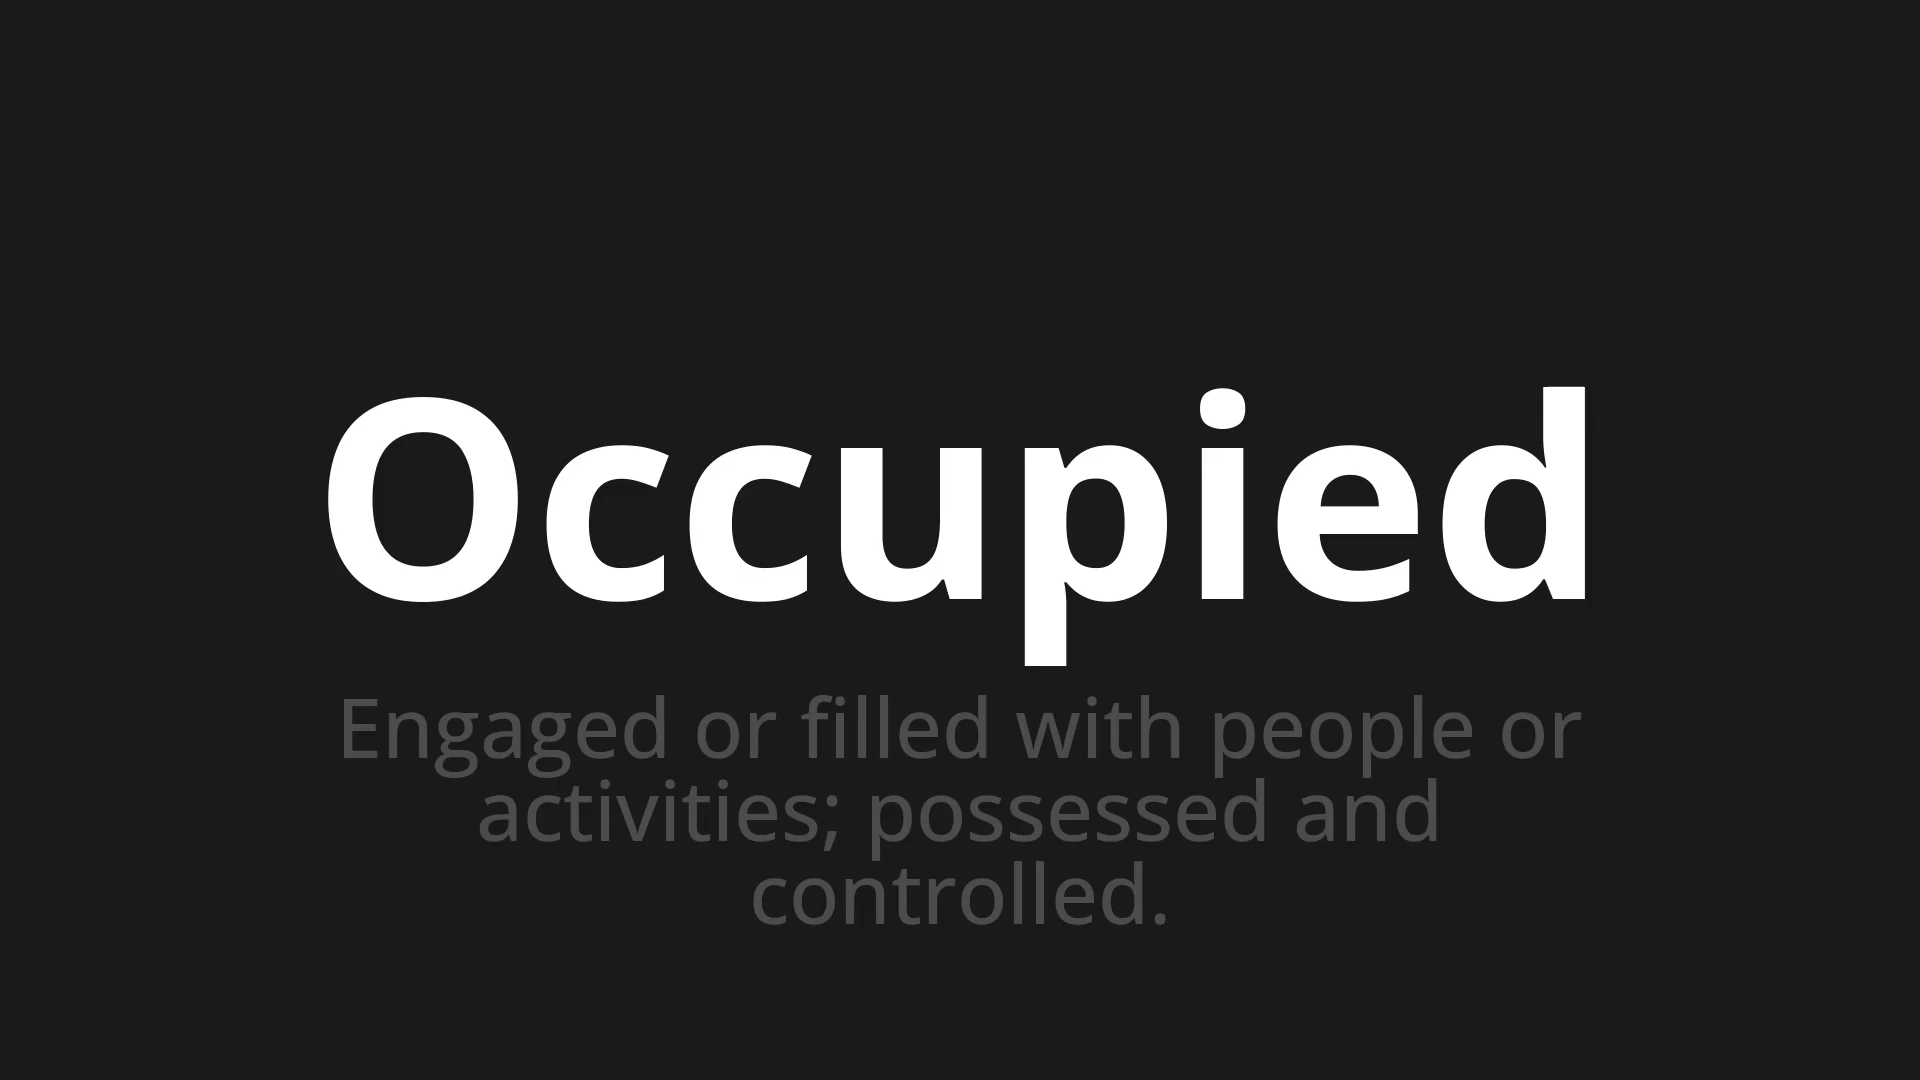 Occupied
Engaged or filled with people or
activities; possessed and
controlled.